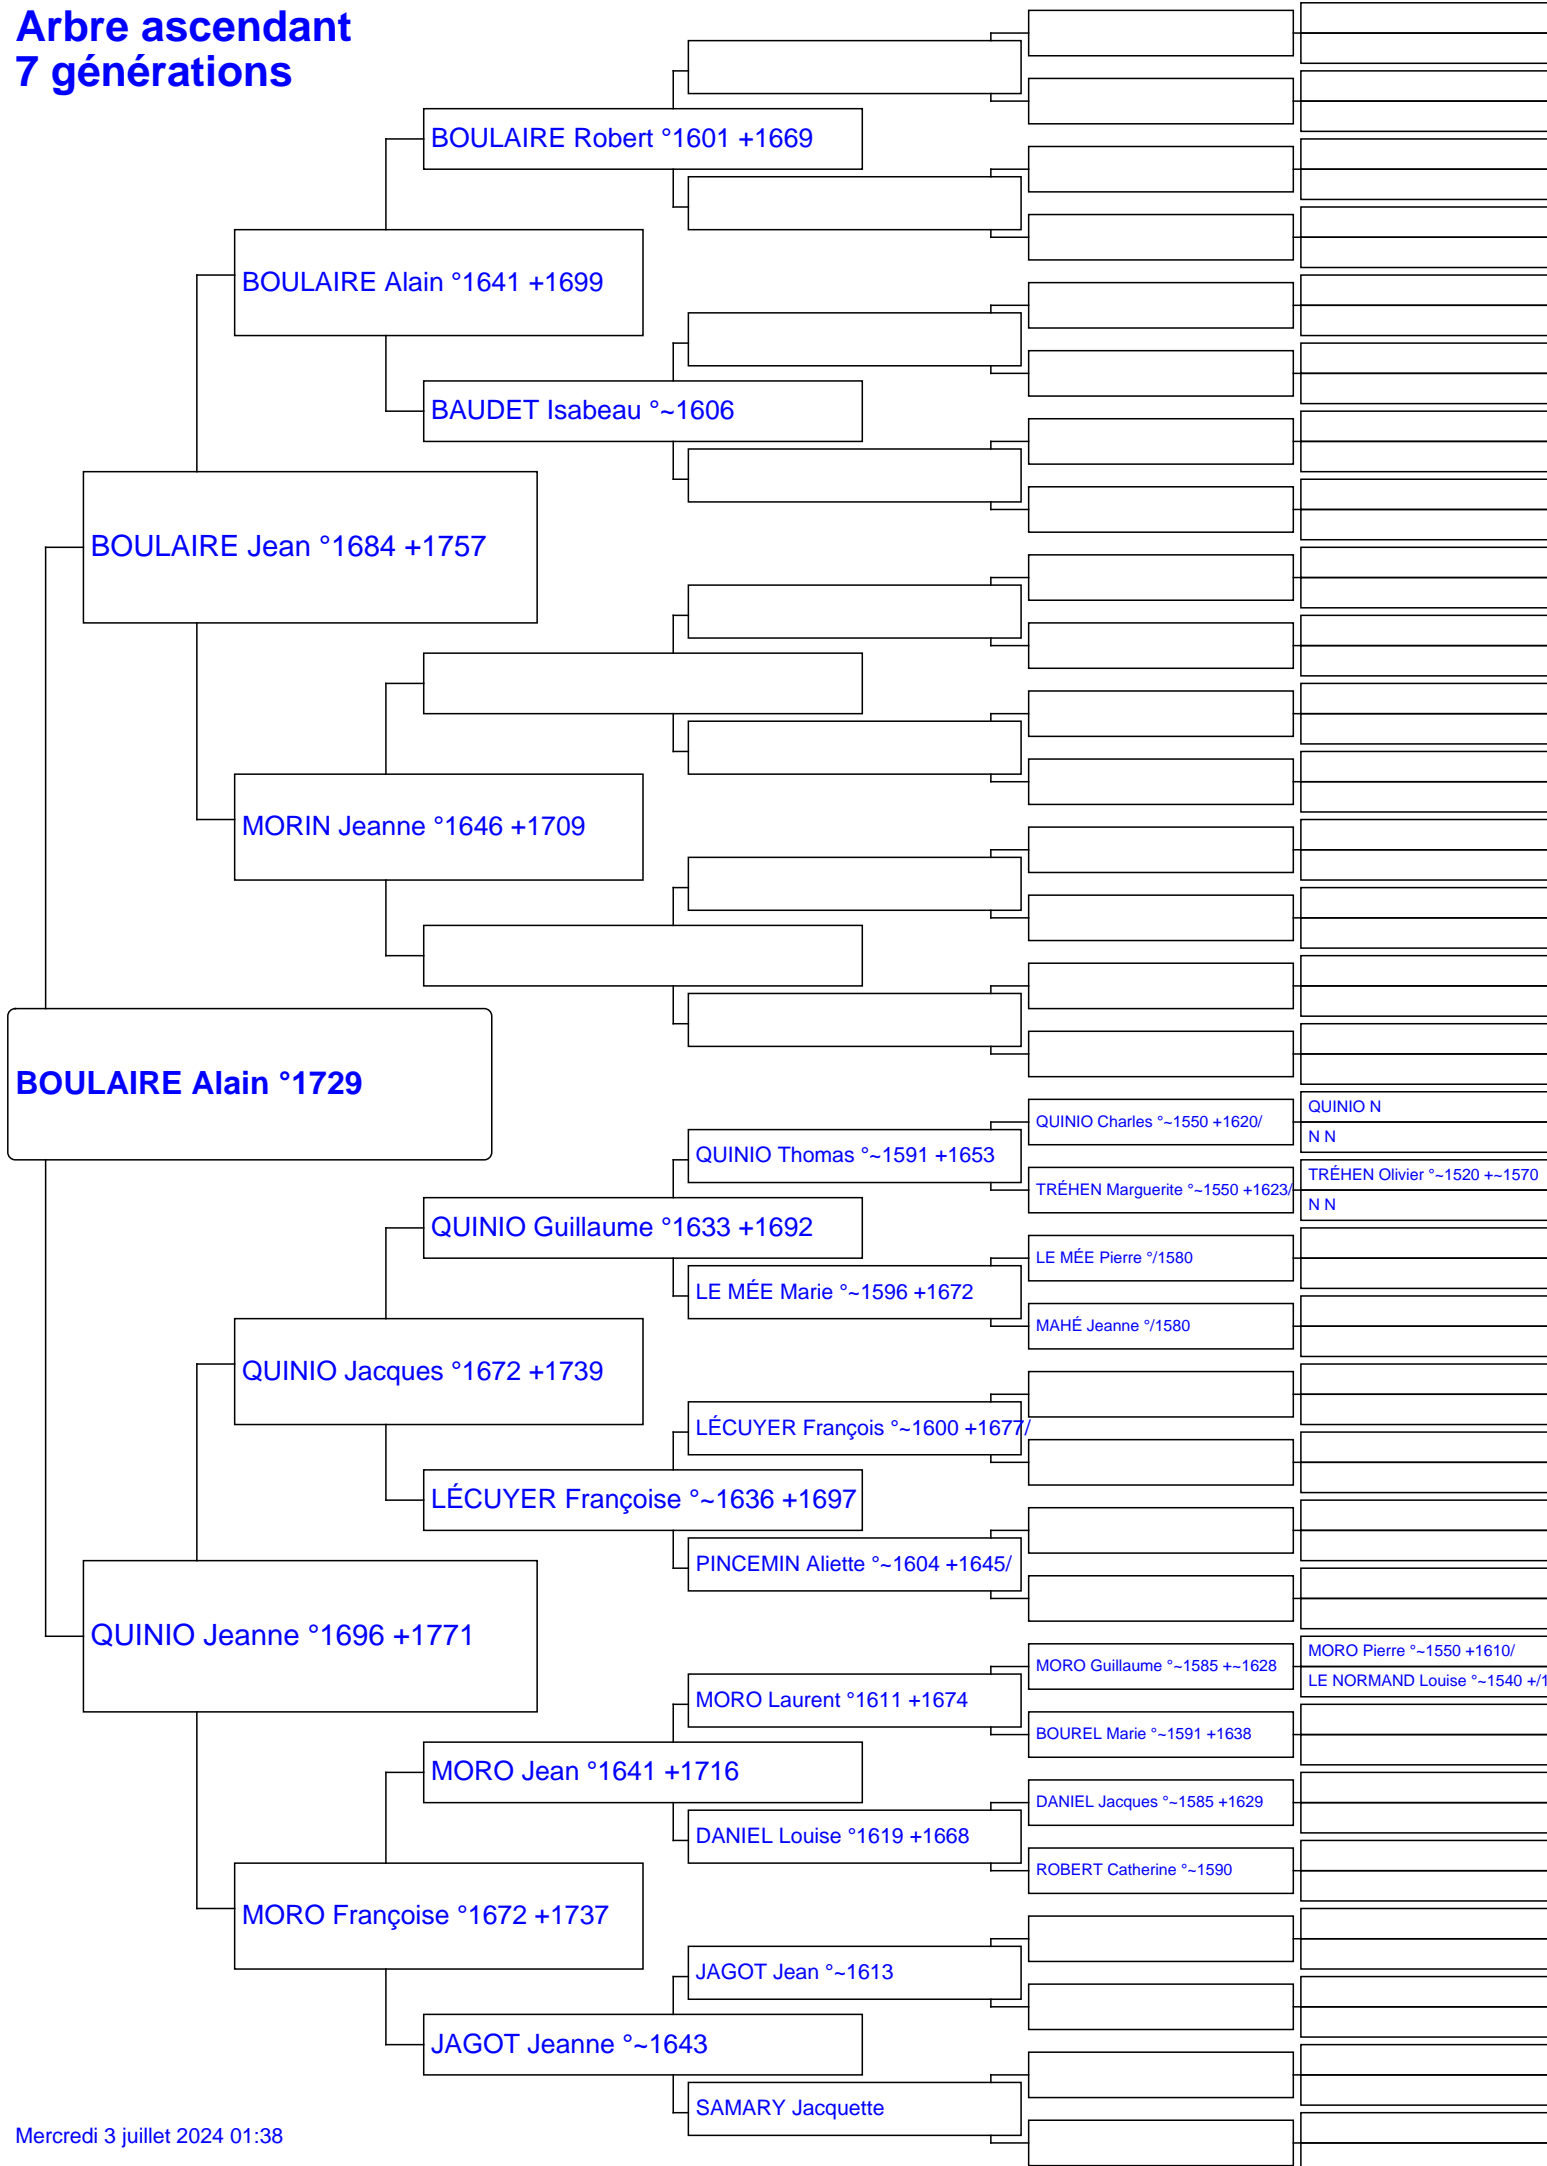 Arbre ascendant
7 générations
BOULAIRE Robert °1601 +1669
BOULAIRE Alain °1641 +1699
BAUDET Isabeau °~1606
BOULAIRE Jean °1684 +1757
MORIN Jeanne °1646 +1709
BOULAIRE Alain °1729
QUINIO N
QUINIO Charles °~1550 +1620/
N N
QUINIO Thomas °~1591 +1653
TRÉHEN Olivier °~1520 +~1570
TRÉHEN Marguerite °~1550 +1623/
N N
QUINIO Guillaume °1633 +1692
LE MÉE Pierre °/1580
LE MÉE Marie °~1596 +1672
MAHÉ Jeanne °/1580
QUINIO Jacques °1672 +1739
LÉCUYER François °~1600 +1677/
LÉCUYER Françoise °~1636 +1697
PINCEMIN Aliette °~1604 +1645/
QUINIO Jeanne °1696 +1771
MORO Pierre °~1550 +1610/
MORO Guillaume °~1585 +~1628
LE NORMAND Louise °~1540 +/1
MORO Laurent °1611 +1674
BOUREL Marie °~1591 +1638
MORO Jean °1641 +1716
DANIEL Jacques °~1585 +1629
DANIEL Louise °1619 +1668
ROBERT Catherine °~1590
MORO Françoise °1672 +1737
JAGOT Jean °~1613
JAGOT Jeanne °~1643
SAMARY Jacquette
Mercredi 3 juillet 2024 01:38